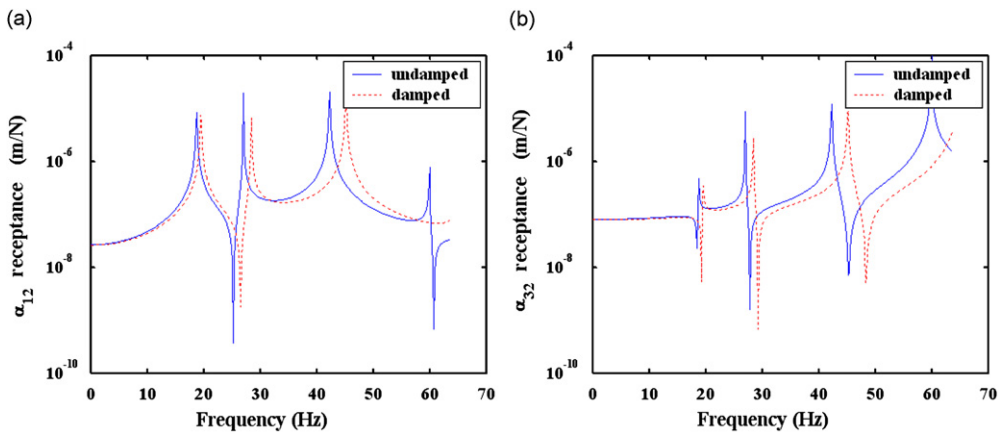 (a)
10^-4
10^-6
10^-8
10^-10
α12 receptance (m/N)
undamped
damped
0 10 20 30 40 50 60 70
Frequency (Hz)
(b)
10^-4
10^-6
10^-8
10^-10
α32 receptance (m/N)
undamped
damped
0 10 20 30 40 50 60 70
Frequency (Hz)